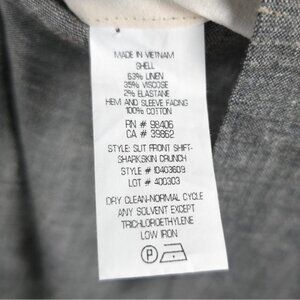 MADE IN VIETNAM
SHELL
63% LINEN
35% VISCOSE
2% ELASTANE
HEM AND SLEEVE FACING
100% COTTON
RN # 98406
CA # 39862
STYLE: SLIT FRONT SHIFT-
SHARKSKIN CRUNCH
STYLE # 10403609
LOT # 400303
DRY CLEAN-NORMAL CYCLE
ANY SOLVENT EXCEPT
TRICHLOROETHYLENE
LOW IRON
P